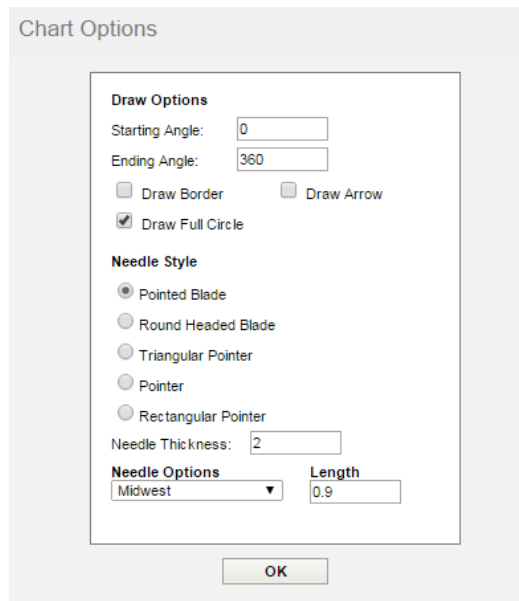 Chart Options
Draw Options
Starting Angle: 0
Ending Angle: 360
Draw Border Draw Arrow
Draw Full Circle
Needle Style
Pointed Blade
Round Headed Blade
Triangular Pointer
Pointer
Rectangular Pointer
Needle Thickness: 2
Needle Options Length
Midwest 0.9
OK